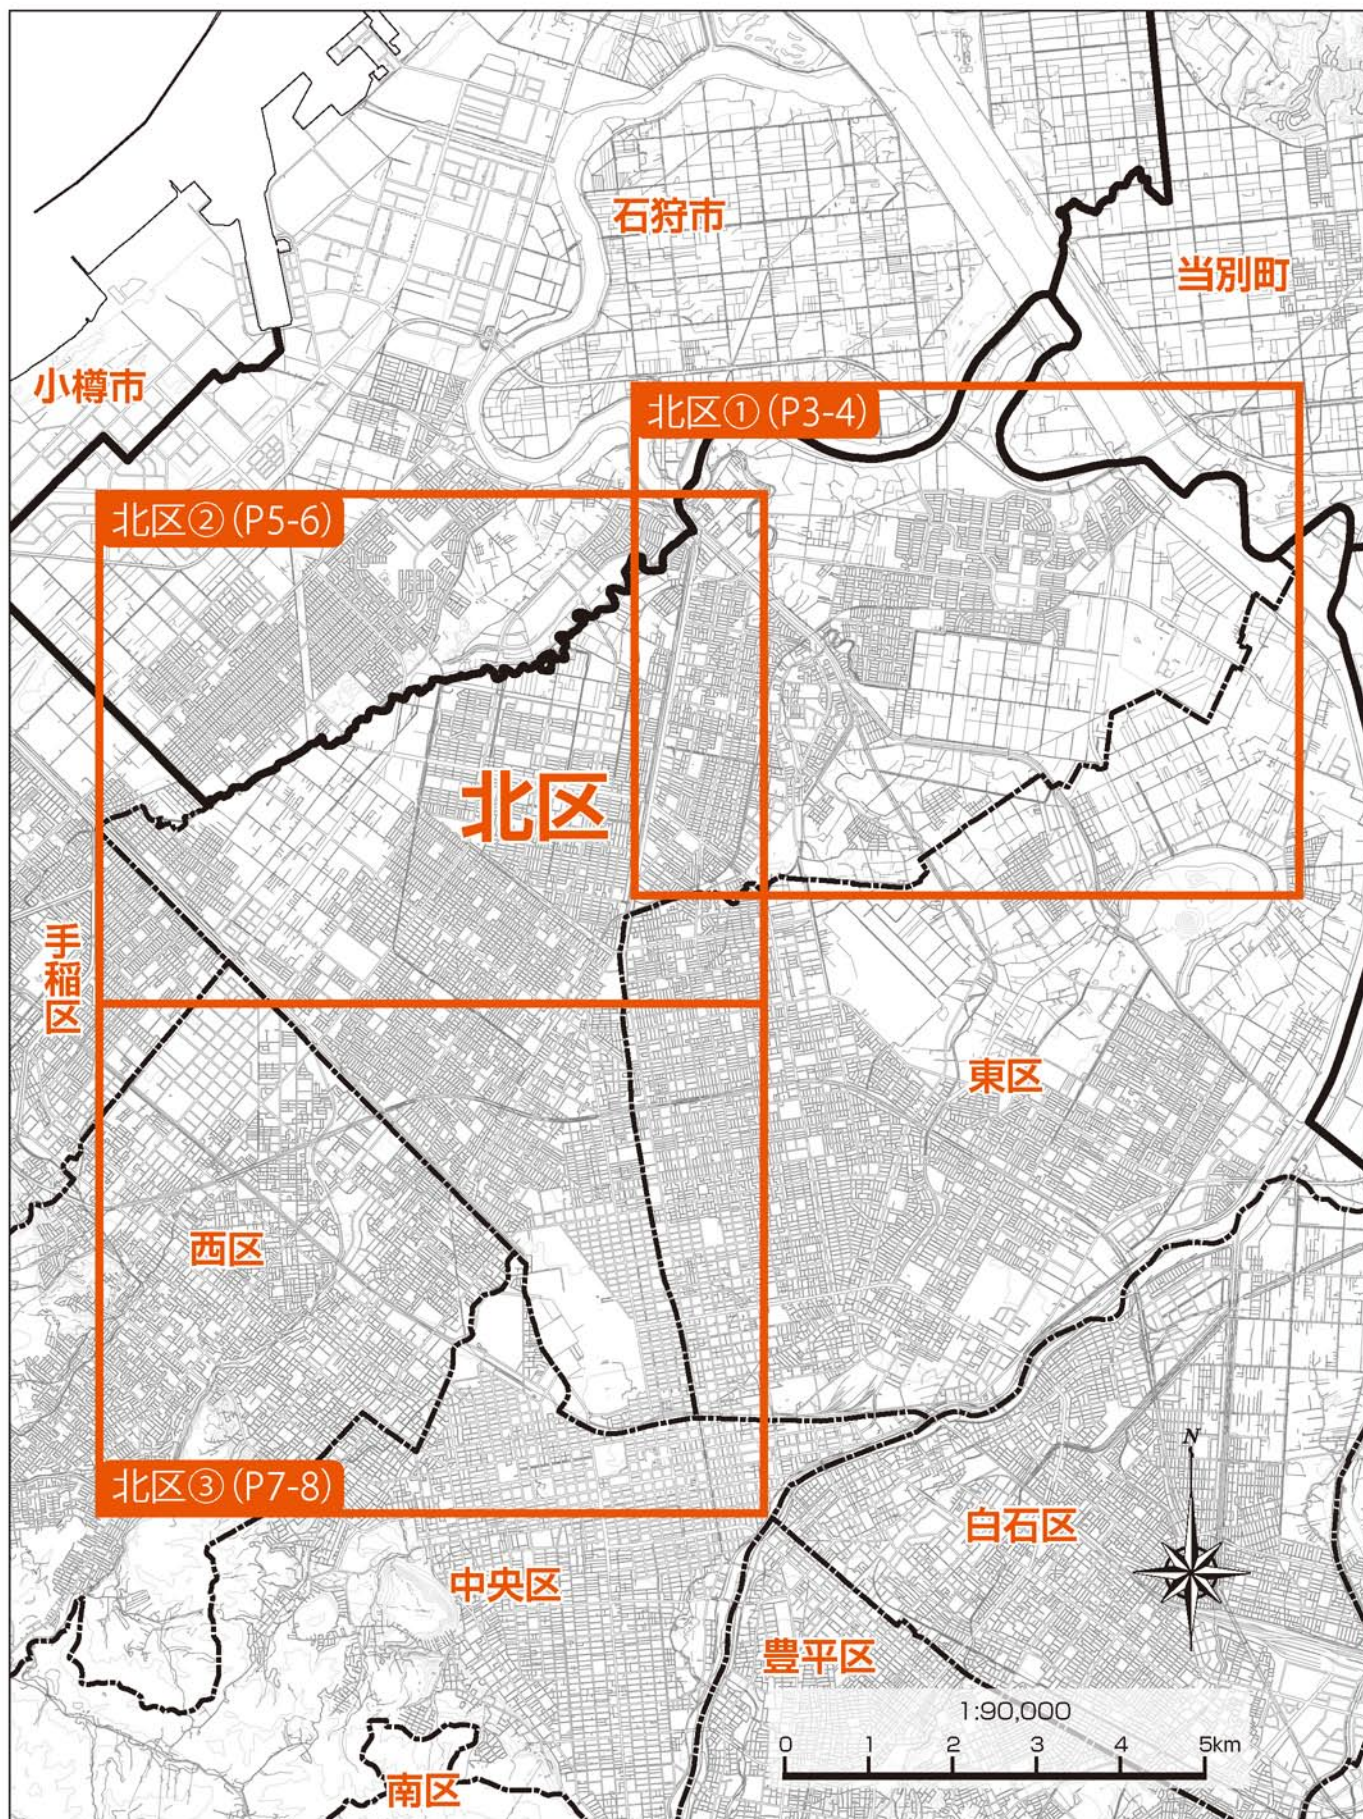 石狩市
当別町
小樽市
北区①(P3-4)
北区②(P5-6)
北区
手稲区
東区
西区
北区③(P7-8)
N
白石区
中央区
豊平区
1:90,000
0 1 2 3 4 5km
南区